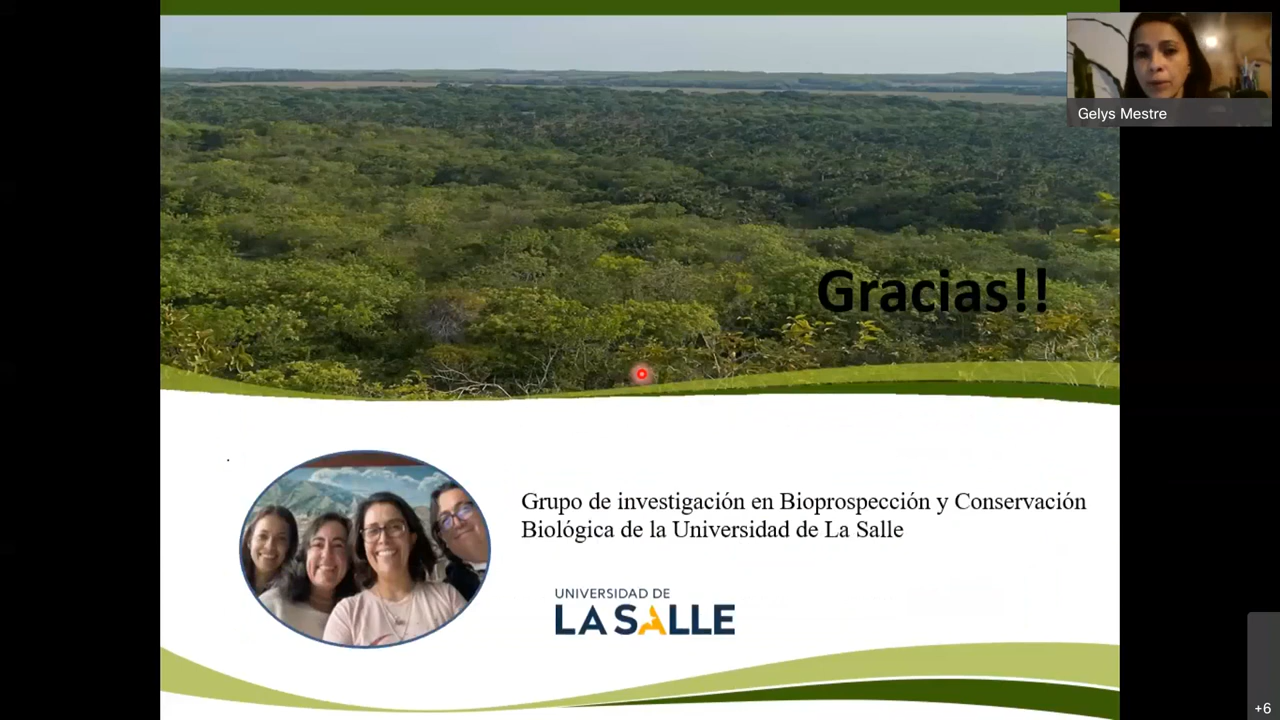 Gelys Mestre
Gracias!!
Grupo de investigación en Bioprospección y Conservación
Biológica de la Universidad de La Salle
UNIVERSIDAD DE
LA SALLE
+6